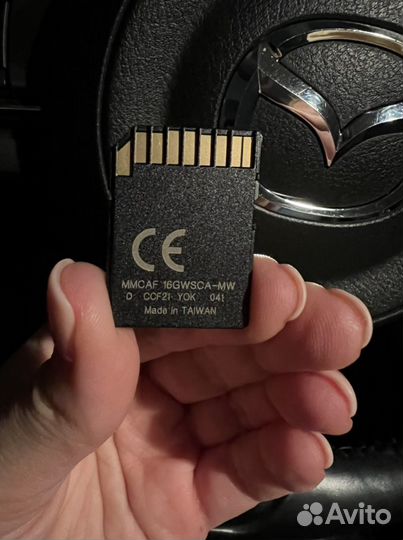 CE
MMCAF 16GWSCA-MW
D CCF21 YOK 041
Made in TAIWAN
Avito